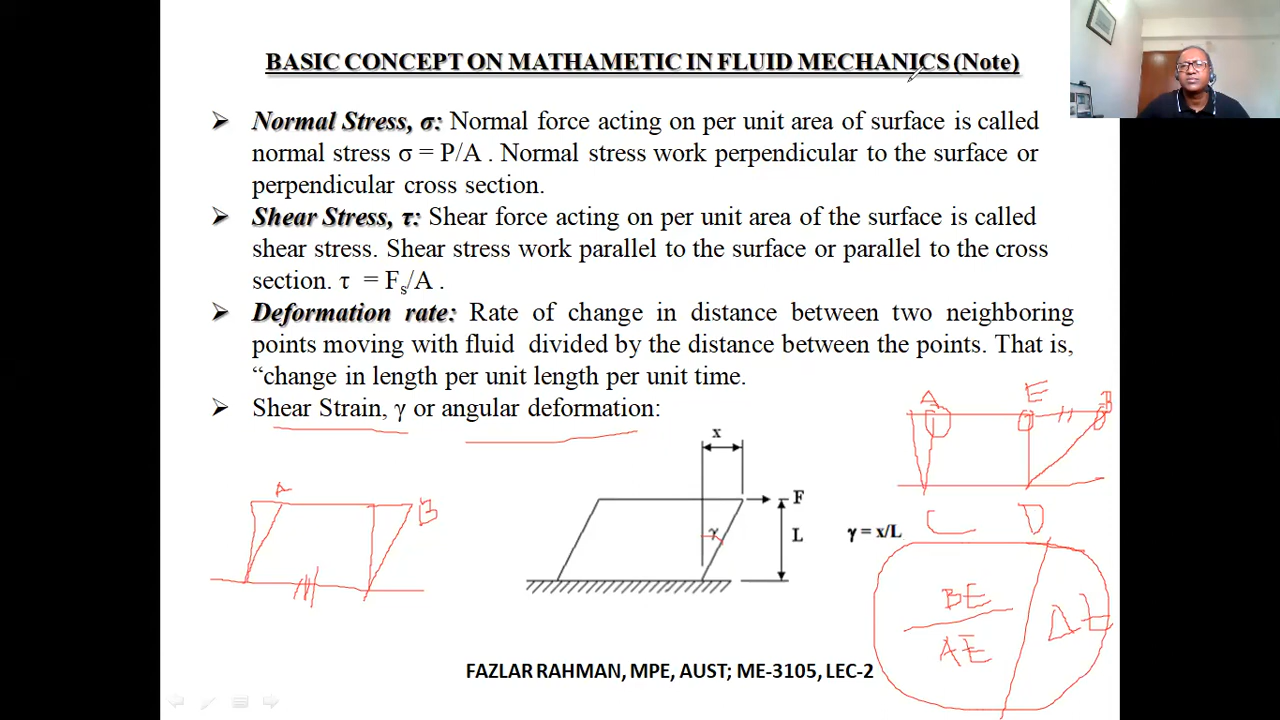 BASIC CONCEPT ON MATHAMETIC IN FLUID MECHANICS (Note)
➢ Normal Stress, σ: Normal force acting on per unit area of surface is called
normal stress σ = P/A . Normal stress work perpendicular to the surface or
perpendicular cross section.
➢ Shear Stress, τ: Shear force acting on per unit area of the surface is called
shear stress. Shear stress work parallel to the surface or parallel to the cross
section. τ = Fs/A .
➢ Deformation rate: Rate of change in distance between two neighboring
points moving with fluid divided by the distance between the points. That is,
“change in length per unit length per unit time.
➢ Shear Strain, γ or angular deformation:
A E B
x
A B
F
γ L
C D
γ = x/L
BE
AE
Δt
FAZLAR RAHMAN, MPE, AUST; ME-3105, LEC-2